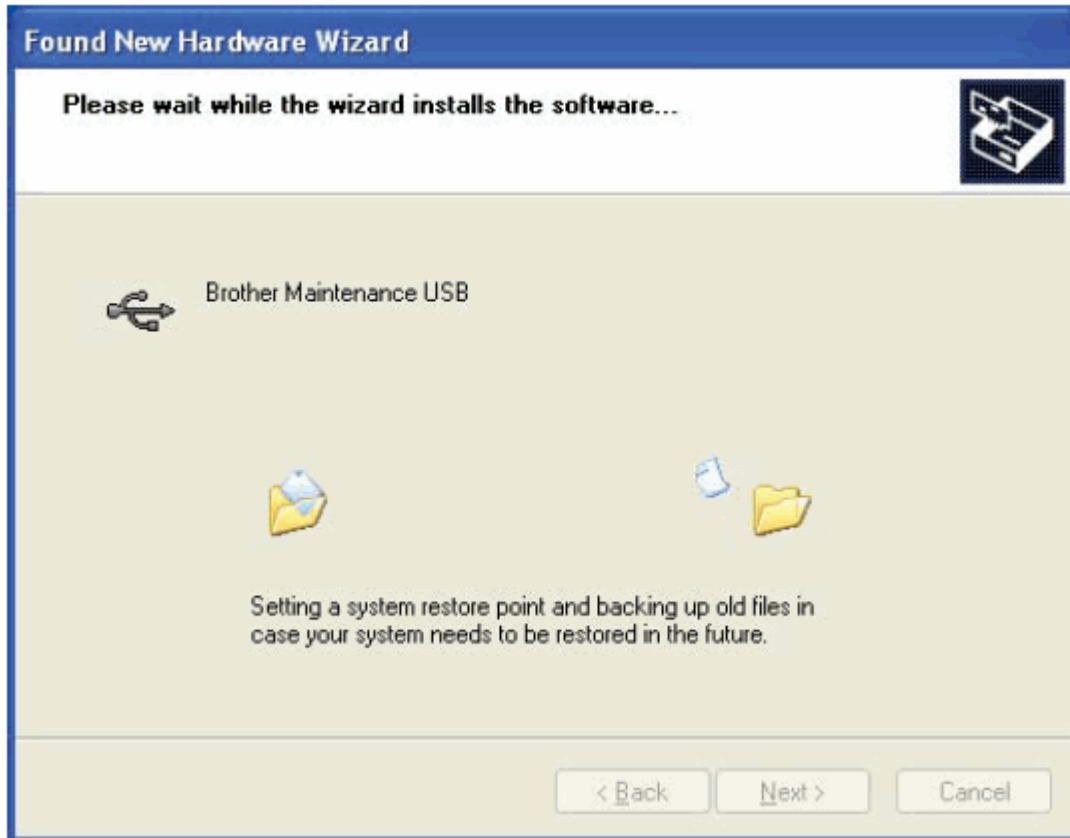 Found New Hardware Wizard
Please wait while the wizard installs the software...
Brother Maintenance USB
Setting a system restore point and backing up old files in
case your system needs to be restored in the future.
< Back
Next >
Cancel